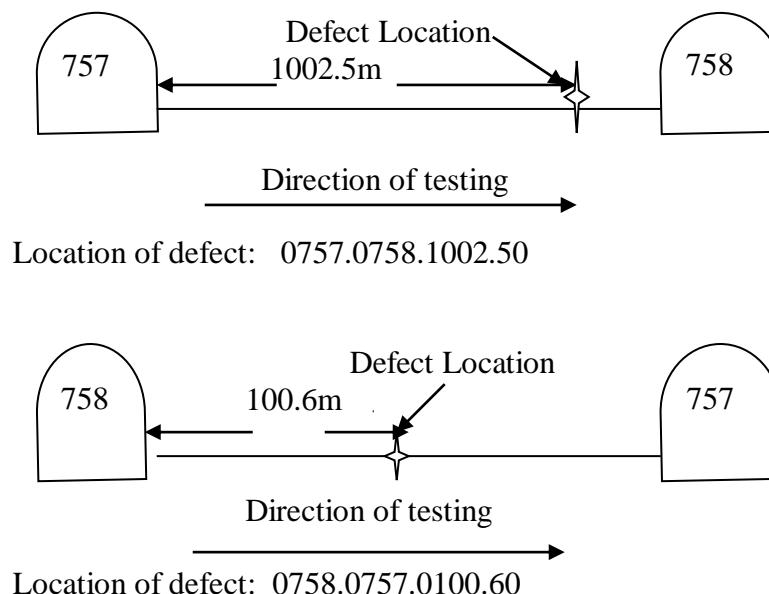 Defect Location
757
1002.5m
758
Direction of testing
Location of defect: 0757.0758.1002.50
Defect Location
758
100.6m
757
Direction of testing
Location of defect: 0758.0757.0100.60